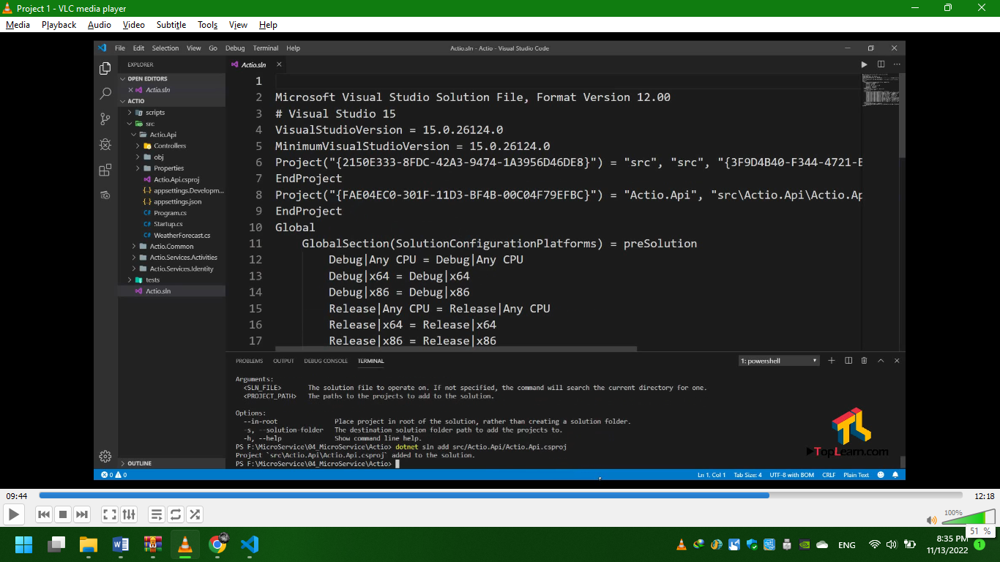 Project 1 - VLC media player
Media Playback Audio Video Subtitle Tools View Help
File Edit Selection View Go Debug Terminal Help
Actio.sln - Actio - Visual Studio Code
EXPLORER
OPEN EDITORS
Actio.sln
ACTIO
scripts
src
Actio.Api
Controllers
obj
Properties
Actio.Api.csproj
appsettings.Developm...
appsettings.json
Program.cs
Startup.cs
WeatherForecast.cs
Actio.Common
Actio.Services.Activities
Actio.Services.Identity
tests
Actio.sln
OUTLINE
Actio.sln
1
2 Microsoft Visual Studio Solution File, Format Version 12.00
3 # Visual Studio 15
4 VisualStudioVersion = 15.0.26124.0
5 MinimumVisualStudioVersion = 15.0.26124.0
6 Project("{2150E333-8FDC-42A3-9474-1A3956D46DE8}") = "src", "src", "{3F9D4B40-F344-4721-E
7 EndProject
8 Project("{FAE04EC0-301F-11D3-BF4B-00C04F79EFBC}") = "Actio.Api", "src\Actio.Api\Actio.Ap
9 EndProject
10 Global
11 GlobalSection(SolutionConfigurationPlatforms) = preSolution
12 Debug|Any CPU = Debug|Any CPU
13 Debug|x64 = Debug|x64
14 Debug|x86 = Debug|x86
15 Release|Any CPU = Release|Any CPU
16 Release|x64 = Release|x64
17 Release|x86 = Release|x86
PROBLEMS OUTPUT DEBUG CONSOLE TERMINAL
1: powershell
Arguments:
<SLN_FILE> The solution file to operate on. If not specified, the command will search the current directory for one.
<PROJECT_PATH> The paths to the projects to add to the solution.
Options:
--in-root Place project in root of the solution, rather than creating a solution folder.
-s, --solution-folder The destination solution folder path to add the projects to.
-h, --help Show command line help.
PS F:\MicroService\04_MicroService\Actio> dotnet sln add src/Actio.Api/Actio.Api.csproj
Project `src\Actio.Api\Actio.Api.csproj` added to the solution.
PS F:\MicroService\04_MicroService\Actio>
TopLearn.com
0 0
Ln 1, Col 1 Tab Size: 4 UTF-8 with BOM CRLF Plain Text
09:44
12:18
100%
51 %
ENG
8:35 PM
11/13/2022
1